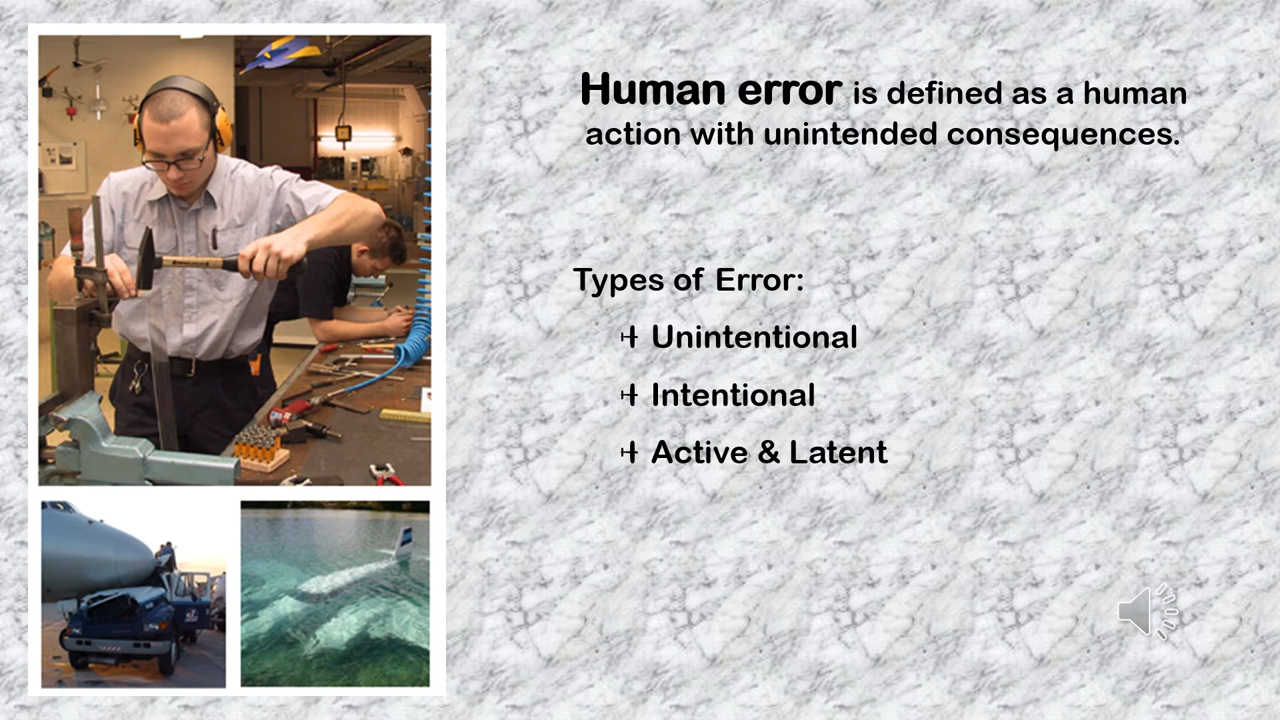 Human error is defined as a human
action with unintended consequences.
Types of Error:
Unintentional
Intentional
Active & Latent